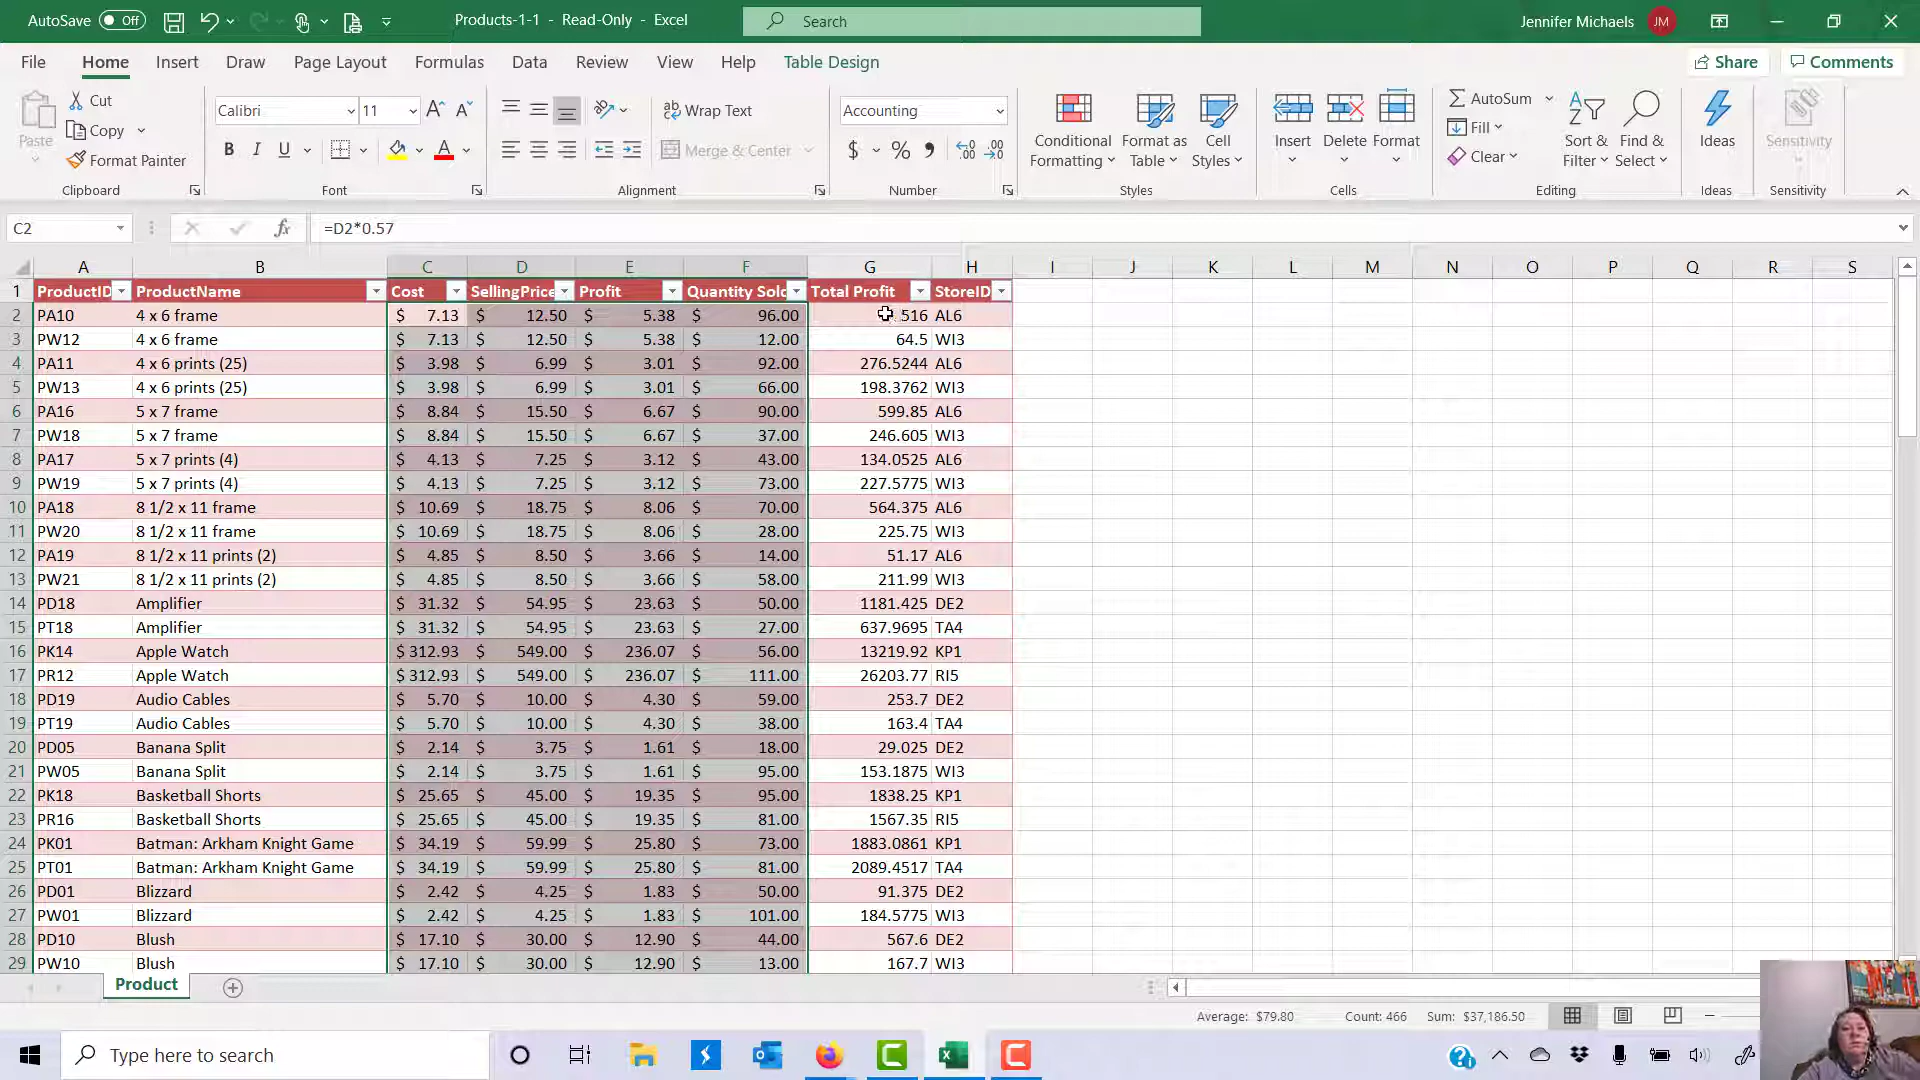 AutoSave Off Products-1-1 - Read-Only - Excel Search Jennifer Michaels JM
File Home Insert Draw Page Layout Formulas Data Review View Help Table Design Share Comments
Paste Cut Copy Format Painter Clipboard
Calibri 11 B I U A Font
Wrap Text Merge & Center Alignment
Accounting $ % Number
Conditional Formatting Format as Table Cell Styles Styles
Insert Delete Format Cells
AutoSum Fill Clear Sort & Filter Find & Select Editing
Ideas Ideas
Sensitivity Sensitivity
C2 fx =D2*0.57
A B C D E F G H I J K L M N O P Q R S
1 ProductID ProductName Cost SellingPrice Profit Quantity Sold Total Profit StoreID
2 PA10 4 x 6 frame $ 7.13 $ 12.50 $ 5.38 $ 96.00 516 AL6
3 PW12 4 x 6 frame $ 7.13 $ 12.50 $ 5.38 $ 12.00 64.5 WI3
4 PA11 4 x 6 prints (25) $ 3.98 $ 6.99 $ 3.01 $ 92.00 276.5244 AL6
5 PW13 4 x 6 prints (25) $ 3.98 $ 6.99 $ 3.01 $ 66.00 198.3762 WI3
6 PA16 5 x 7 frame $ 8.84 $ 15.50 $ 6.67 $ 90.00 599.85 AL6
7 PW18 5 x 7 frame $ 8.84 $ 15.50 $ 6.67 $ 37.00 246.605 WI3
8 PA17 5 x 7 prints (4) $ 4.13 $ 7.25 $ 3.12 $ 43.00 134.0525 AL6
9 PW19 5 x 7 prints (4) $ 4.13 $ 7.25 $ 3.12 $ 73.00 227.5775 WI3
10 PA18 8 1/2 x 11 frame $ 10.69 $ 18.75 $ 8.06 $ 70.00 564.375 AL6
11 PW20 8 1/2 x 11 frame $ 10.69 $ 18.75 $ 8.06 $ 28.00 225.75 WI3
12 PA19 8 1/2 x 11 prints (2) $ 4.85 $ 8.50 $ 3.66 $ 14.00 51.17 AL6
13 PW21 8 1/2 x 11 prints (2) $ 4.85 $ 8.50 $ 3.66 $ 58.00 211.99 WI3
14 PD18 Amplifier $ 31.32 $ 54.95 $ 23.63 $ 50.00 1181.425 DE2
15 PT18 Amplifier $ 31.32 $ 54.95 $ 23.63 $ 27.00 637.9695 TA4
16 PK14 Apple Watch $ 312.93 $ 549.00 $ 236.07 $ 56.00 13219.92 KP1
17 PR12 Apple Watch $ 312.93 $ 549.00 $ 236.07 $ 111.00 26203.77 RI5
18 PD19 Audio Cables $ 5.70 $ 10.00 $ 4.30 $ 59.00 253.7 DE2
19 PT19 Audio Cables $ 5.70 $ 10.00 $ 4.30 $ 38.00 163.4 TA4
20 PD05 Banana Split $ 2.14 $ 3.75 $ 1.61 $ 18.00 29.025 DE2
21 PW05 Banana Split $ 2.14 $ 3.75 $ 1.61 $ 95.00 153.1875 WI3
22 PK18 Basketball Shorts $ 25.65 $ 45.00 $ 19.35 $ 95.00 1838.25 KP1
23 PR16 Basketball Shorts $ 25.65 $ 45.00 $ 19.35 $ 81.00 1567.35 RI5
24 PK01 Batman: Arkham Knight Game $ 34.19 $ 59.99 $ 25.80 $ 73.00 1883.0861 KP1
25 PT01 Batman: Arkham Knight Game $ 34.19 $ 59.99 $ 25.80 $ 81.00 2089.4517 TA4
26 PD01 Blizzard $ 2.42 $ 4.25 $ 1.83 $ 50.00 91.375 DE2
27 PW01 Blizzard $ 2.42 $ 4.25 $ 1.83 $ 101.00 184.5775 WI3
28 PD10 Blush $ 17.10 $ 30.00 $ 12.90 $ 44.00 567.6 DE2
29 PW10 Blush $ 17.10 $ 30.00 $ 12.90 $ 13.00 167.7 WI3
Product
Average: $79.80 Count: 466 Sum: $37,186.50
Type here to search